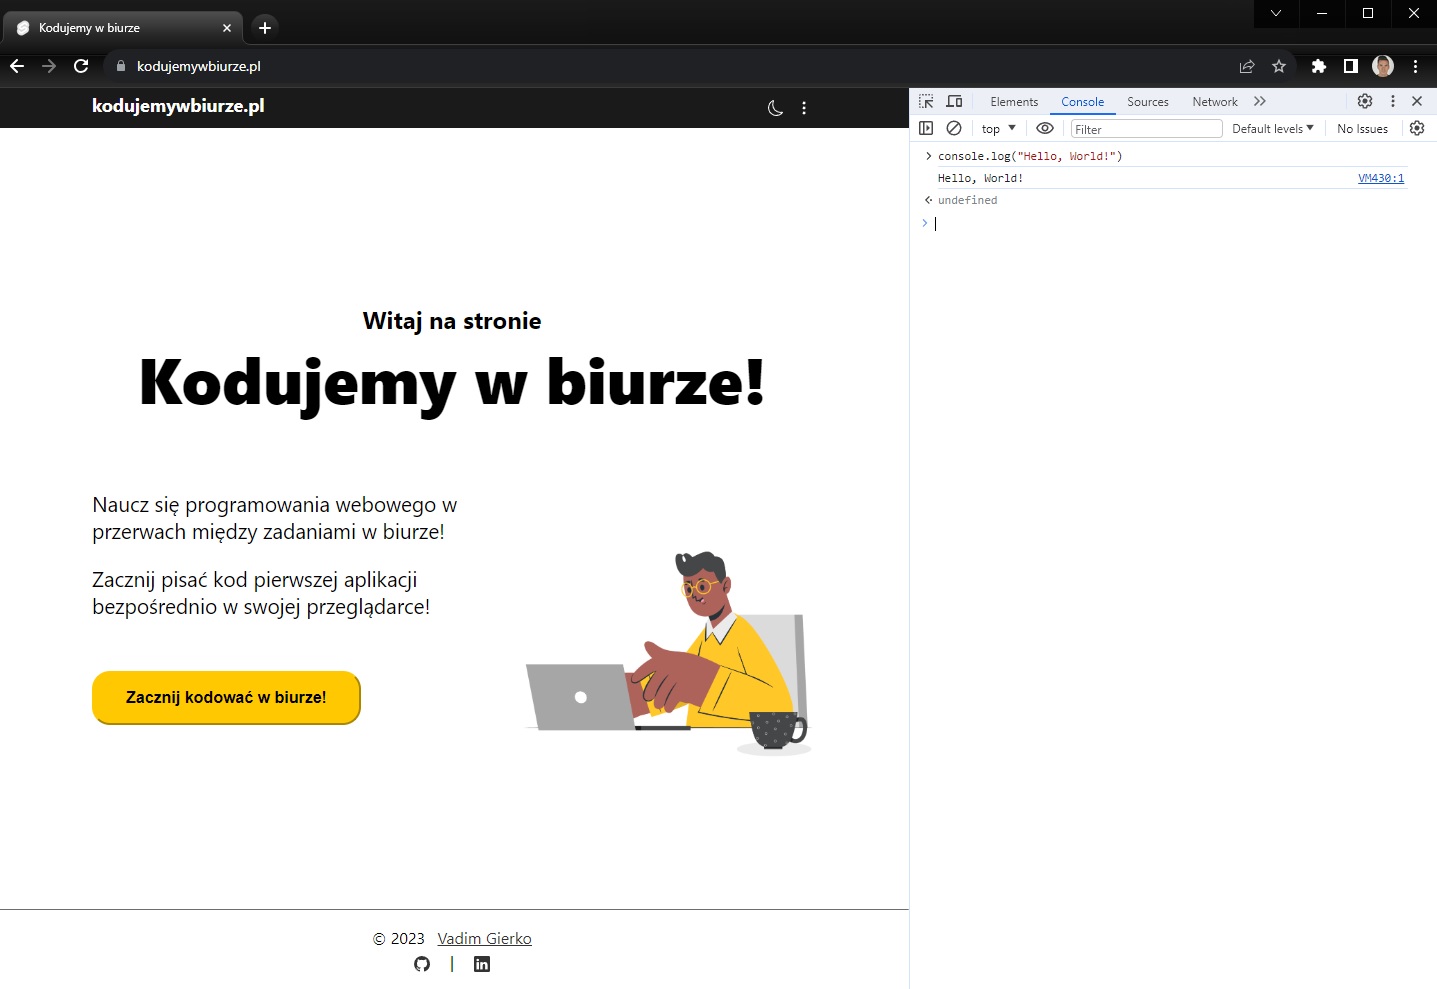 Kodujemy w biurze
kodujemywbiurze.pl
kodujemywbiurze.pl
Witaj na stronie
Kodujemy w biurze!
Naucz się programowania webowego w
przerwach między zadaniami w biurze!
Zacznij pisać kod pierwszej aplikacji
bezpośrednio w swojej przeglądarce!
Zacznij kodować w biurze!
© 2023 Vadim Gierko
|
Elements Console Sources Network
top Filter Default levels No Issues
console.log("Hello, World!")
Hello, World! VM430:1
undefined